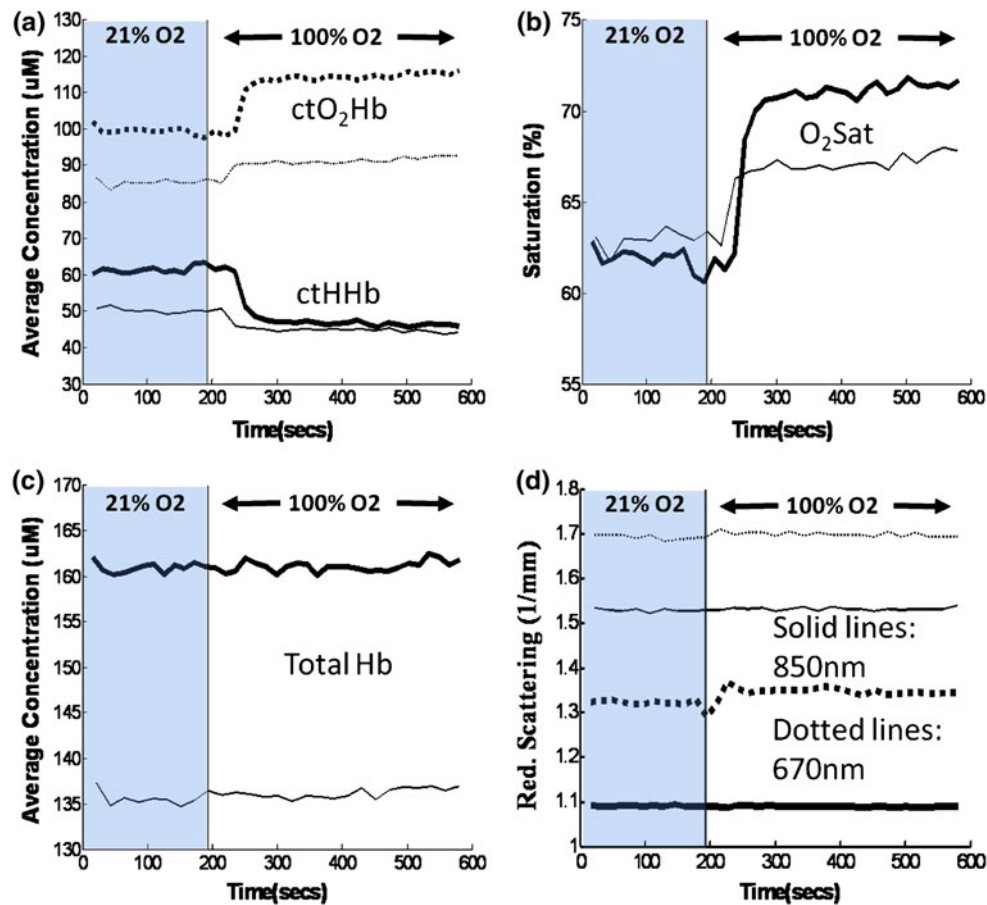 (a)
21% O2
100% O2
ctO₂Hb
ctHHb
Average Concentration (uM)
130
120
110
100
90
80
70
60
50
40
30
0
100
200
300
400
500
600
Time(secs)
(b)
21% O2
100% O2
O₂Sat
Saturation (%)
70
65
60
55
0
100
200
300
400
500
600
Time(secs)
(c)
21% O2
100% O2
Total Hb
Average Concentration (uM)
170
165
160
155
150
145
140
135
130
0
100
200
300
400
500
600
Time(secs)
(d)
21% O2
100% O2
Solid lines:
850nm
Dotted lines:
670nm
Red. Scattering (1/mm)
1.8
1.7
1.6
1.5
1.4
1.3
1.2
1.1
1
0
100
200
300
400
500
600
Time(secs)